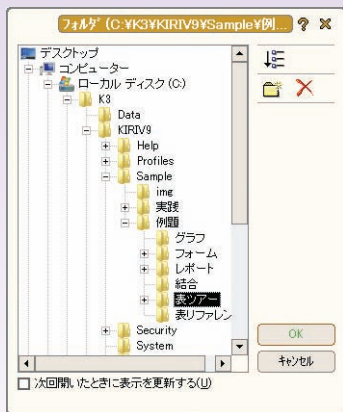 フォルダ (C:¥K3¥KIRIV9¥Sample¥例...
デスクトップ
コンピューター
ローカル ディスク (C:)
K3
Data
KIRIV9
Help
Profiles
Sample
img
実践
例題
グラフ
フォーム
レポート
結合
表ツアー
表リファレン
Security
System
OK
キャンセル
次回開いたときに表示を更新する(U)